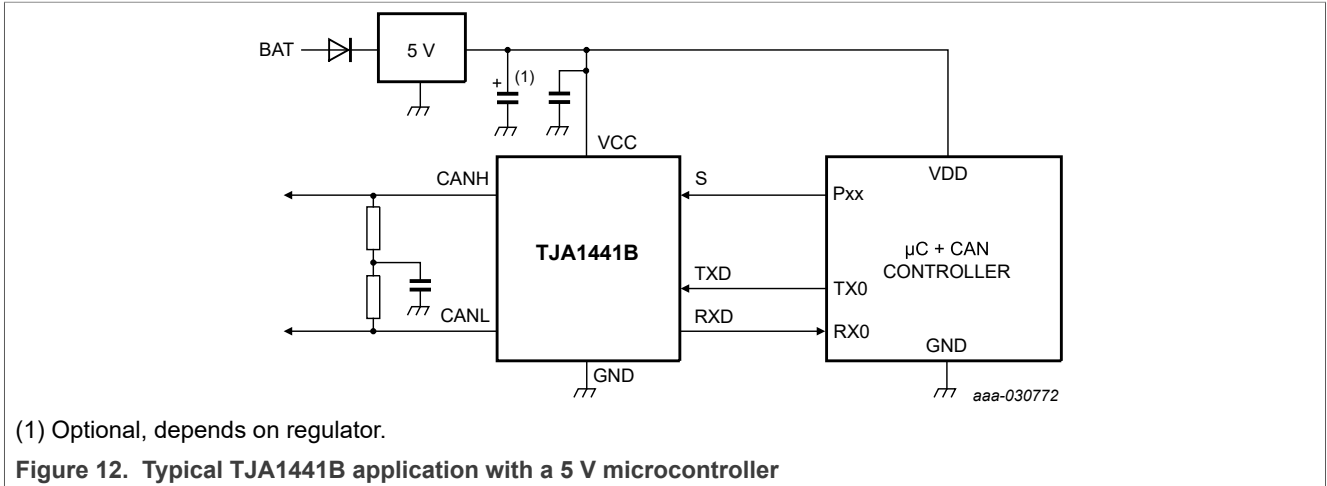 BAT
5 V
+
(1)
VCC
CANH
S
Pxx
VDD
TJA1441B
µC + CAN
CONTROLLER
TXD
TX0
CANL
RXD
RX0
GND
GND
aaa-030772
(1) Optional, depends on regulator.
Figure 12. Typical TJA1441B application with a 5 V microcontroller